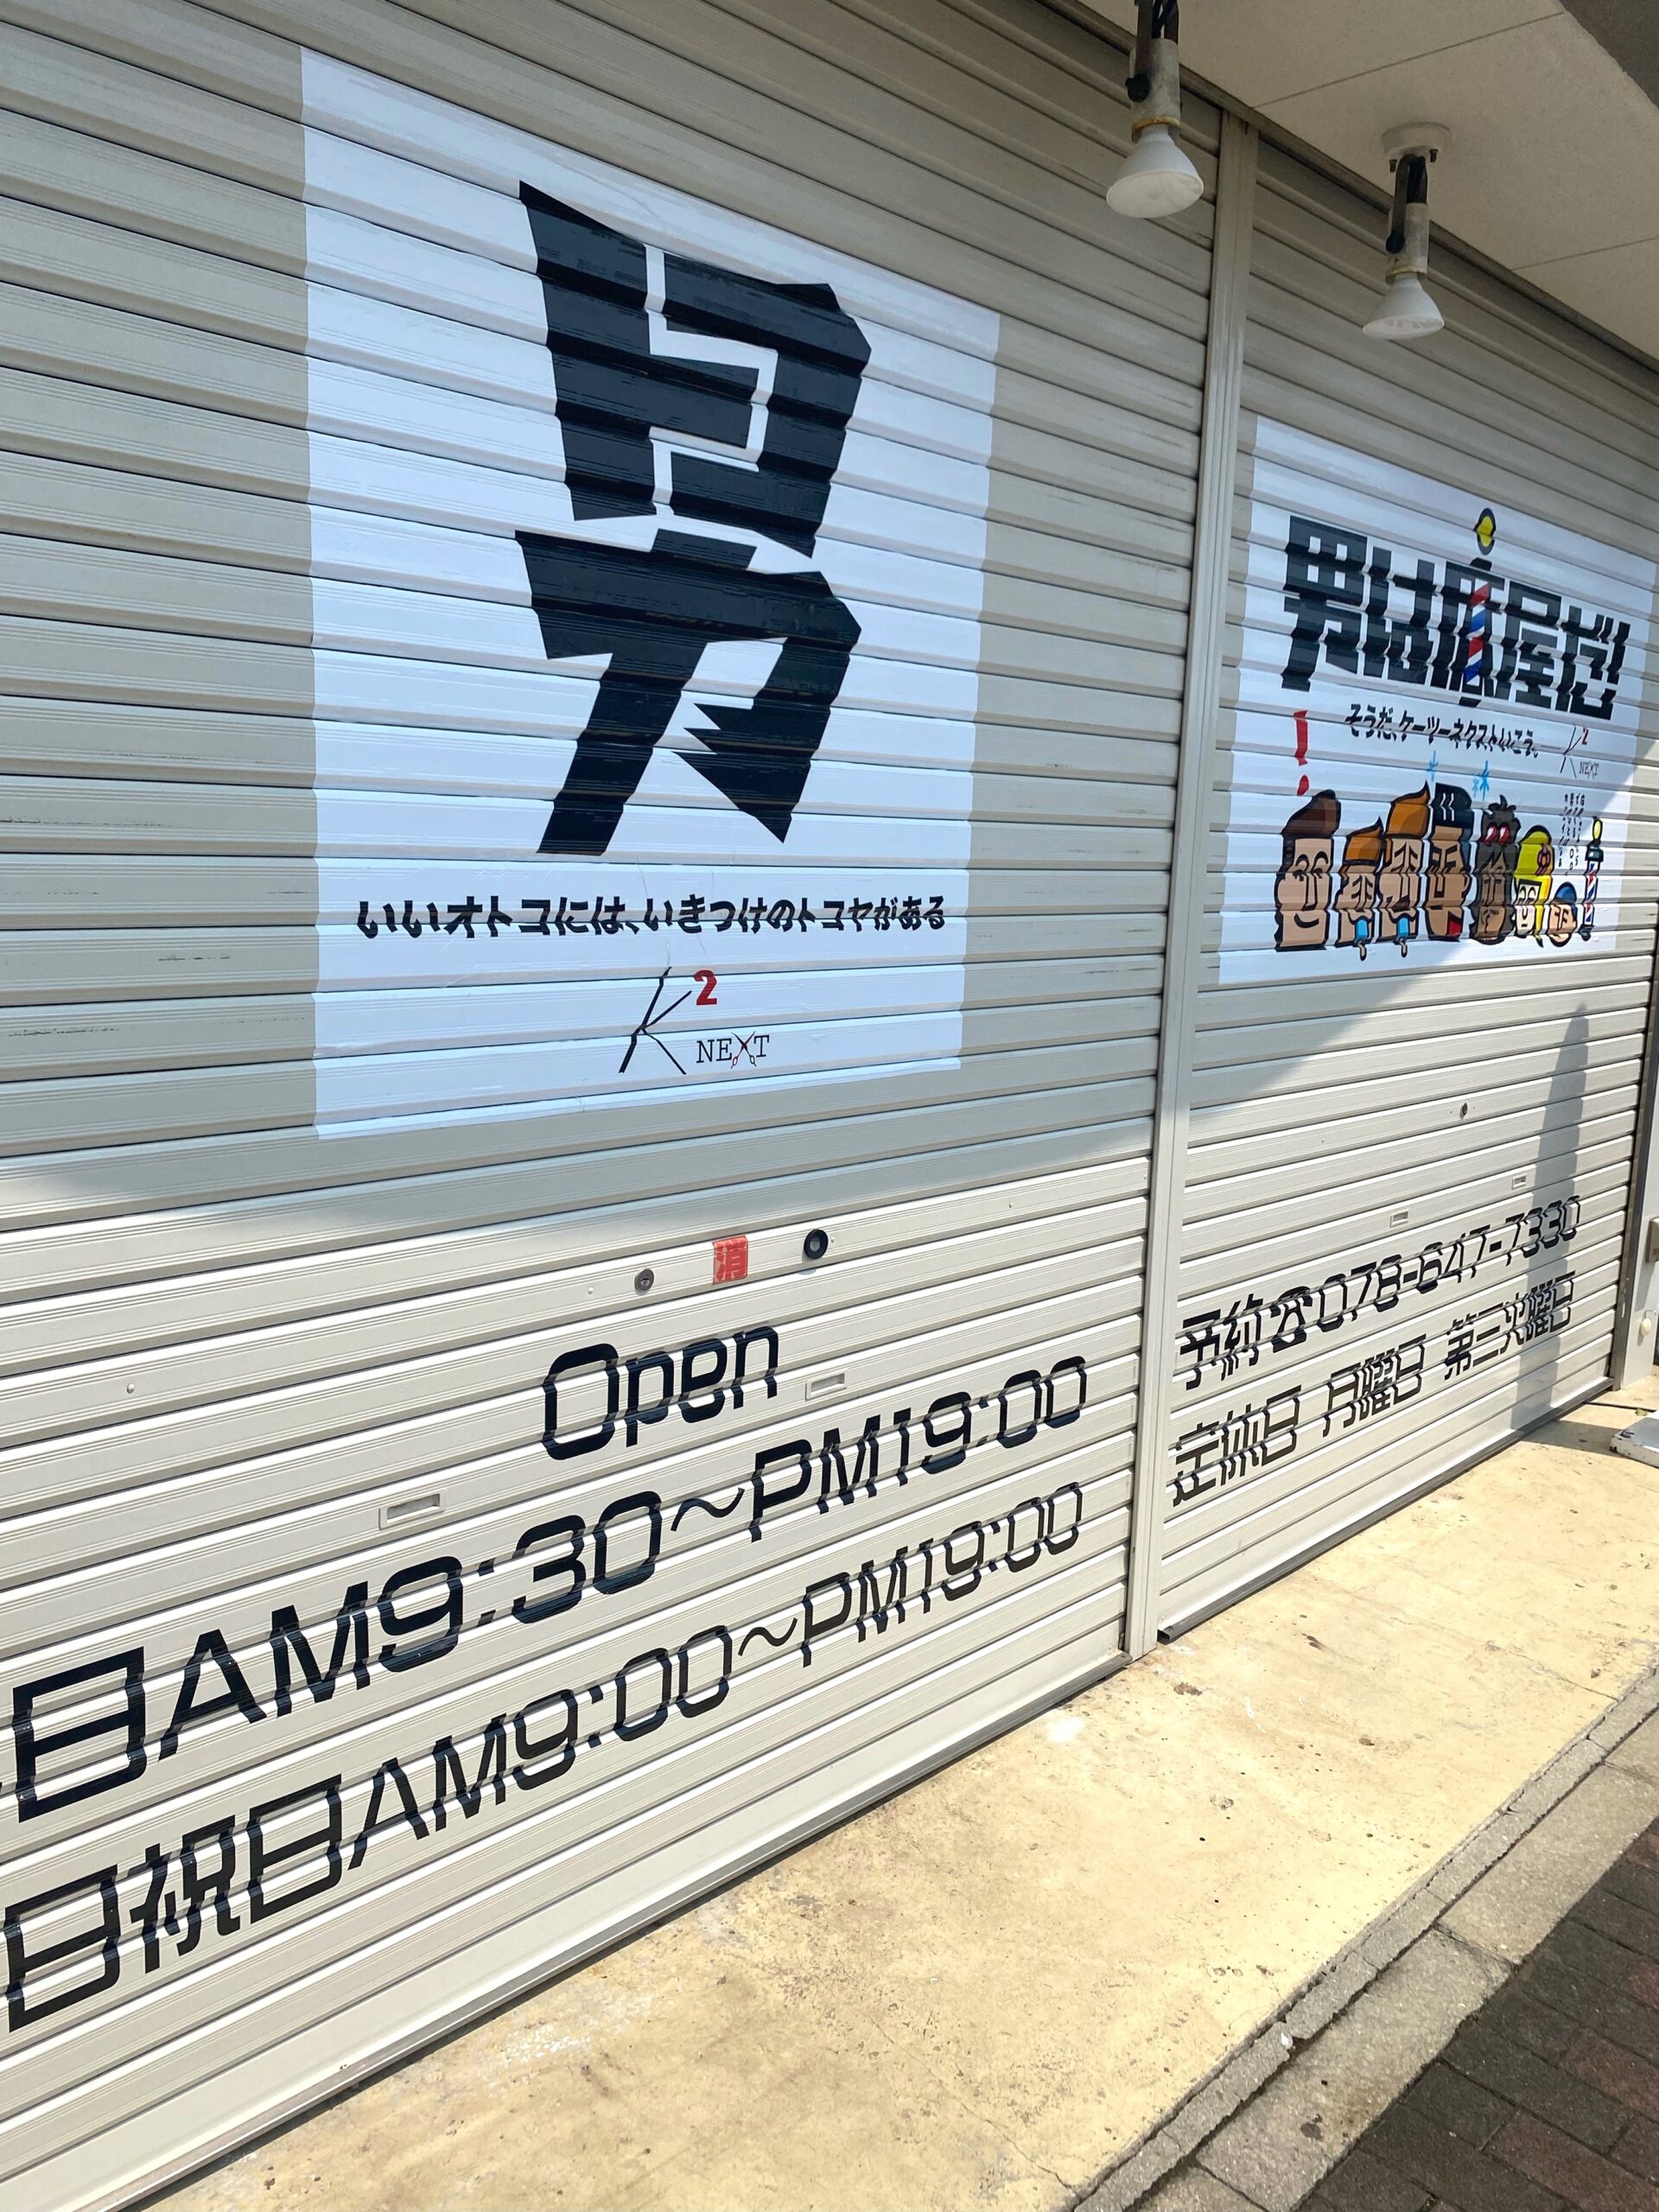 男
いいオトコには、いきつけのトコヤがある
K2
NEXT
消
Open
日AM9:30～PM19:00
日祝日AM9:00～PM19:00
男は床屋だ
そうだ、ケーツーネクストいこう。
K2
NEXT
予約☎078-647-7330
定休日 月曜日 第三火曜日